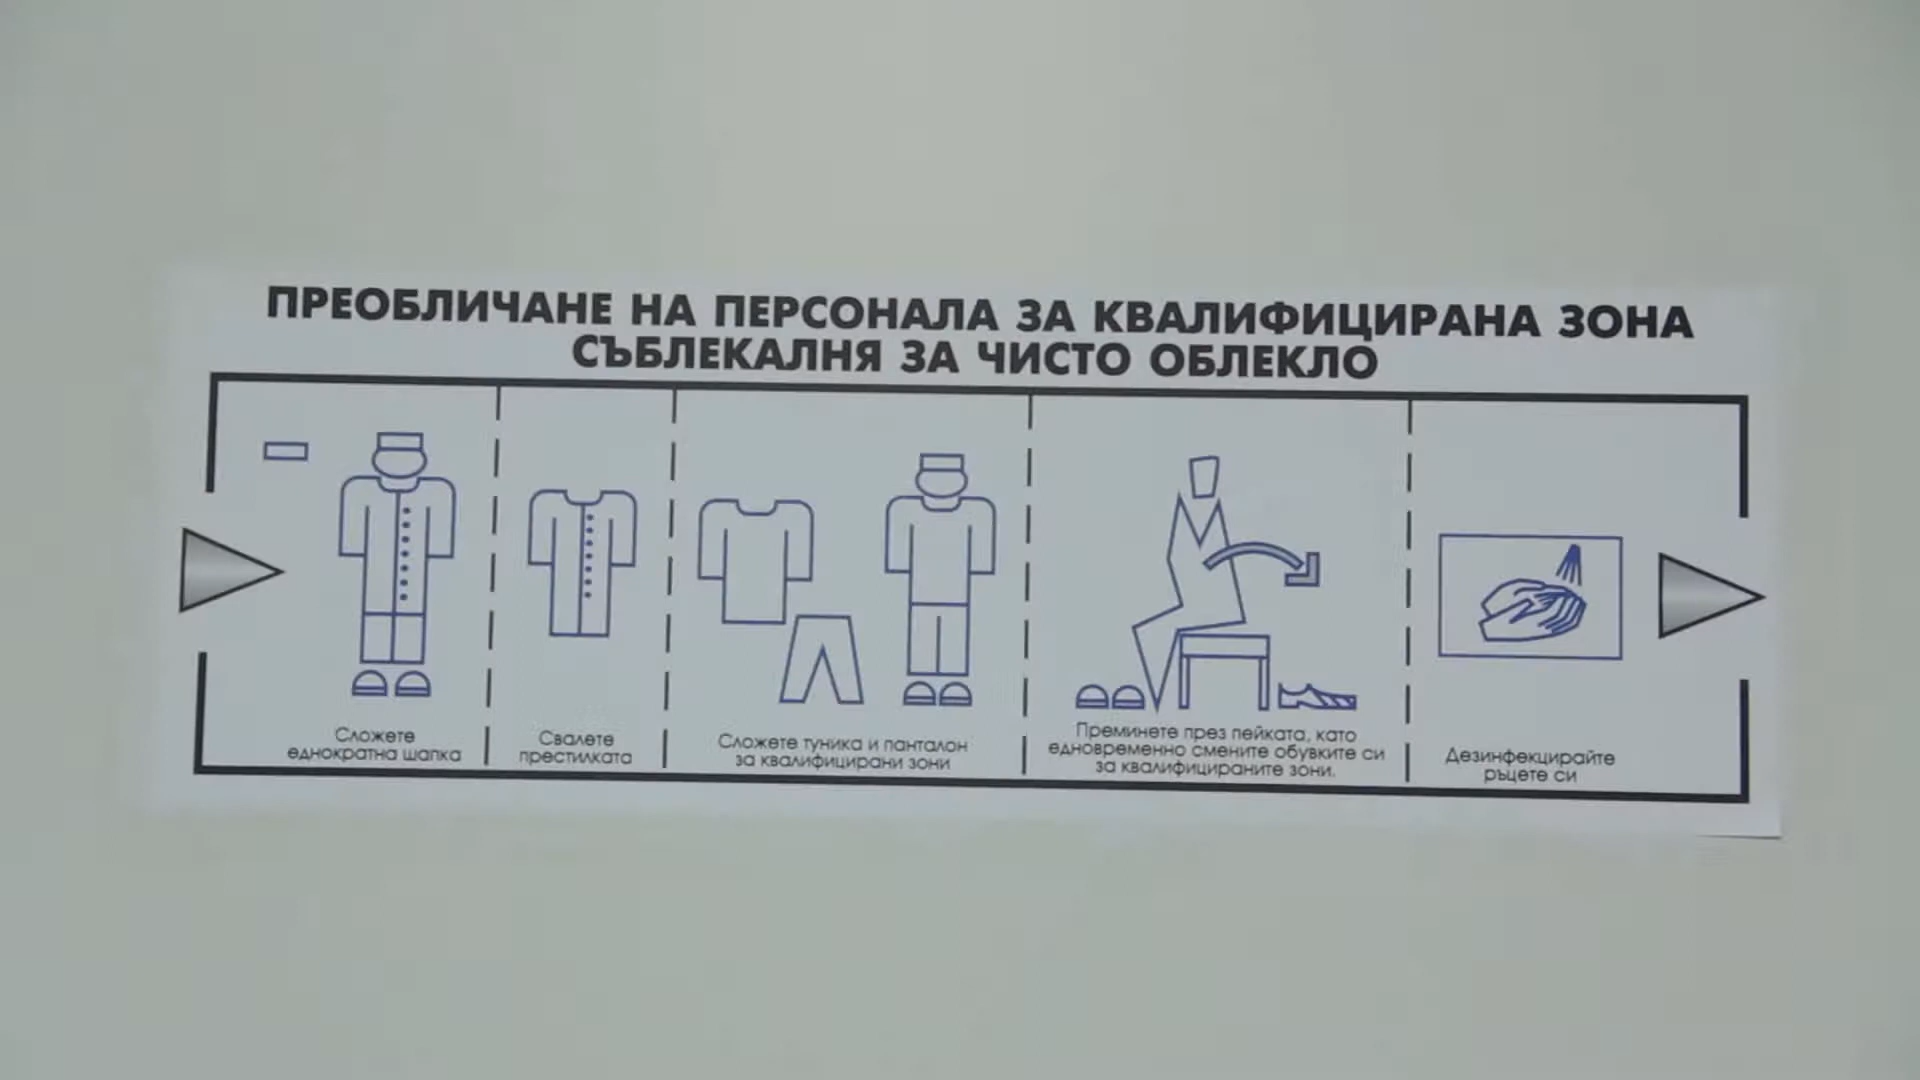 ПРЕОБЛИЧАНЕ НА ПЕРСОНАЛА ЗА КВАЛИФИЦИРАНА ЗОНА
СЪБЛЕКАЛНЯ ЗА ЧИСТО ОБЛЕКЛО
Сложете
еднократна шапка
Свалете
престилката
Сложете туника и панталон
за квалифицирани зони
Преминете през пейката, като
едновременно смените обувките си
за квалифицираните зони.
Дезинфекцирайте
ръцете си